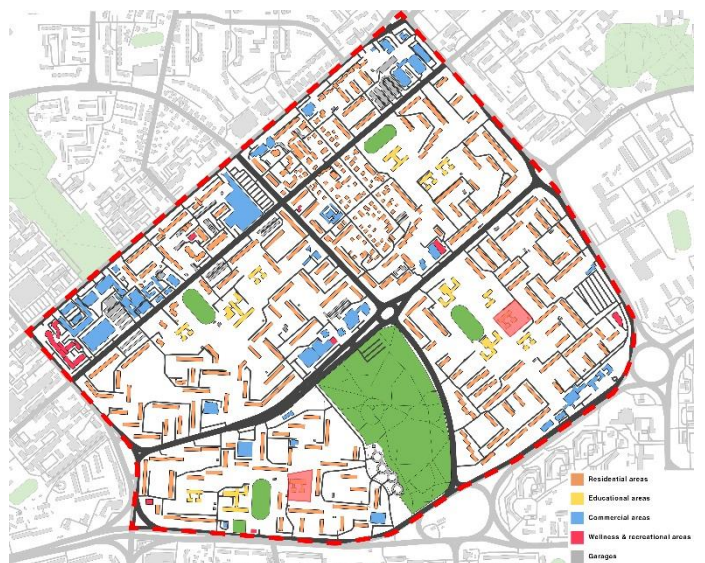 Residential areas
Educational areas
Commercial areas
Wellness & recreational areas
Garages